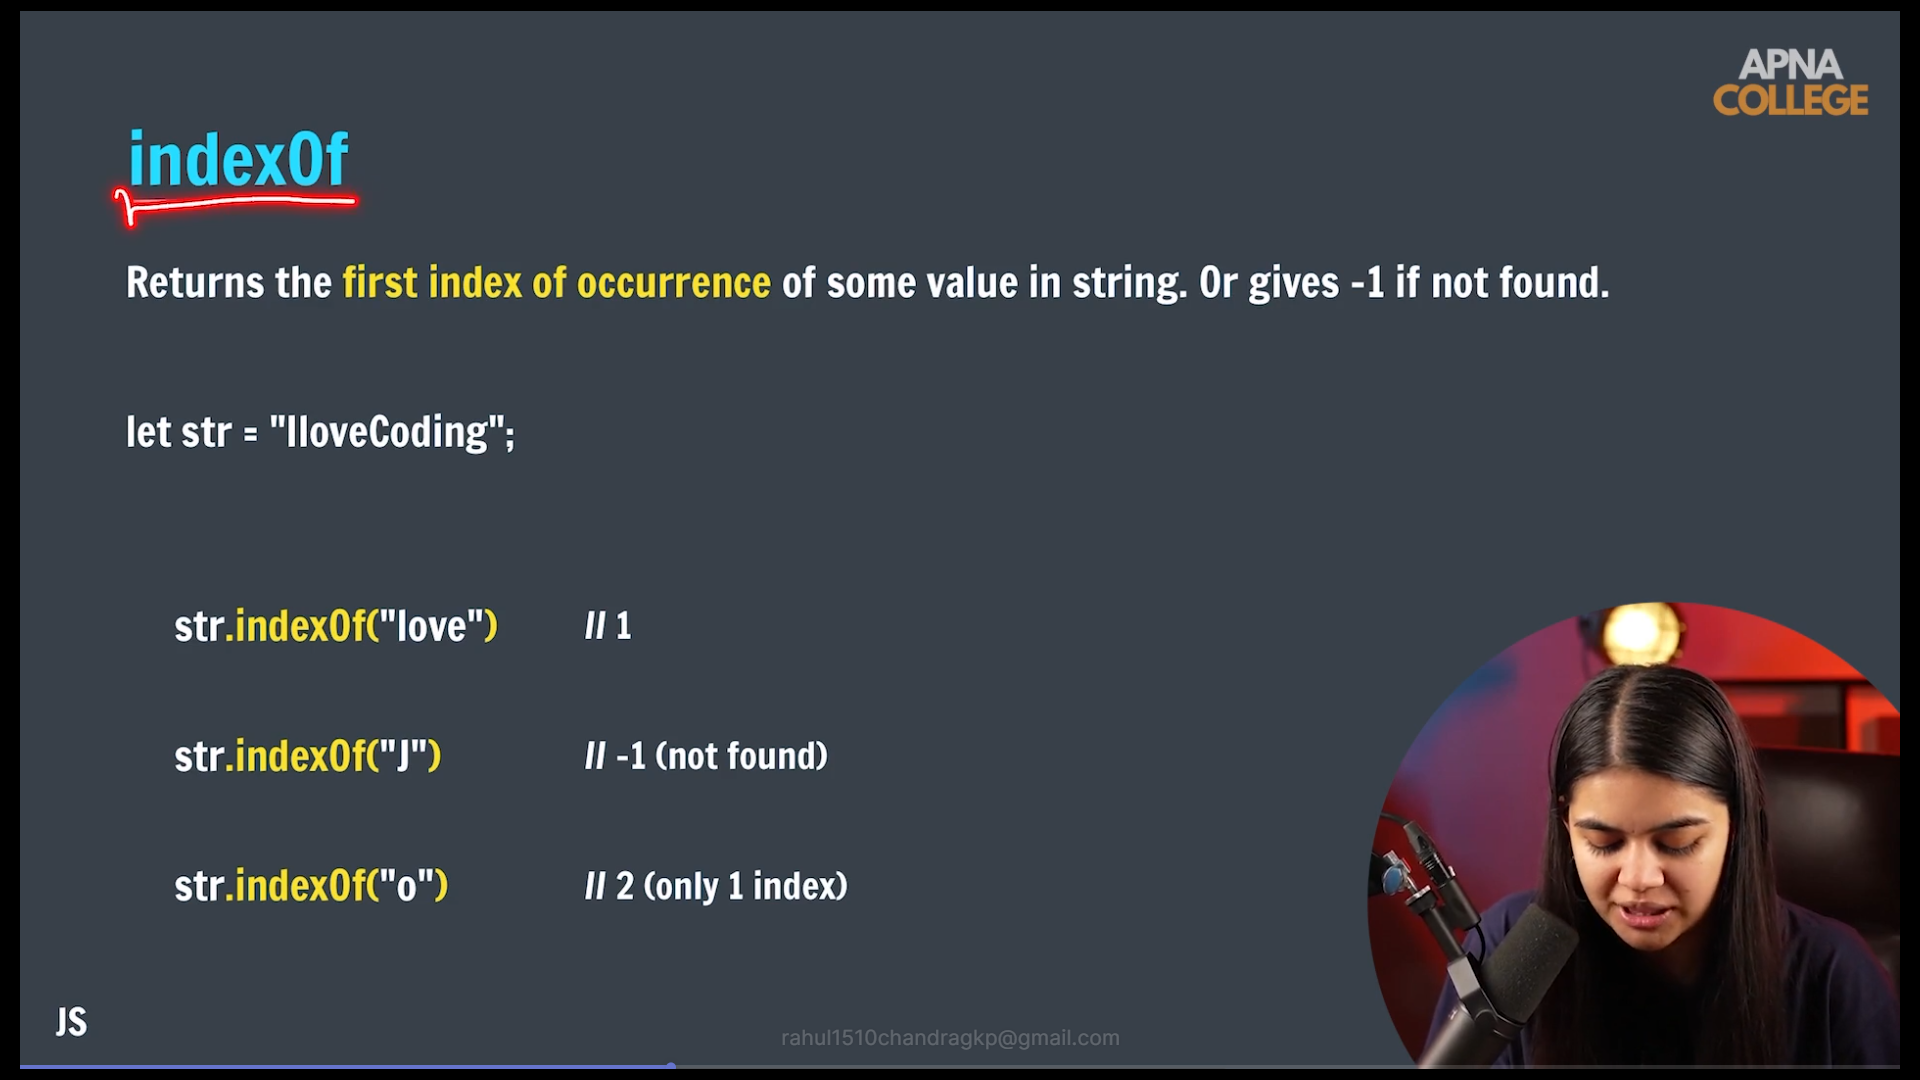 APNA
COLLEGE
indexOf
Returns the first index of occurrence of some value in string. Or gives -1 if not found.
let str = "IloveCoding";
str.indexOf("love") // 1
str.indexOf("J") // -1 (not found)
str.indexOf("o") // 2 (only 1 index)
JS
rahul1510chandragkp@gmail.com